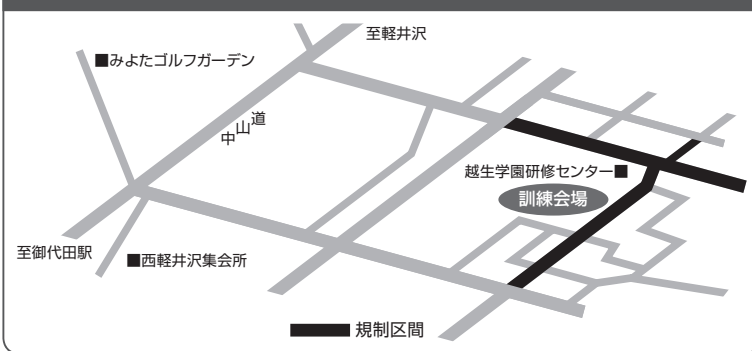 至軽井沢
■みよたゴルフガーデン
中山道
越生学園研修センター■
訓練会場
至御代田駅
■西軽井沢集会所
規制区間